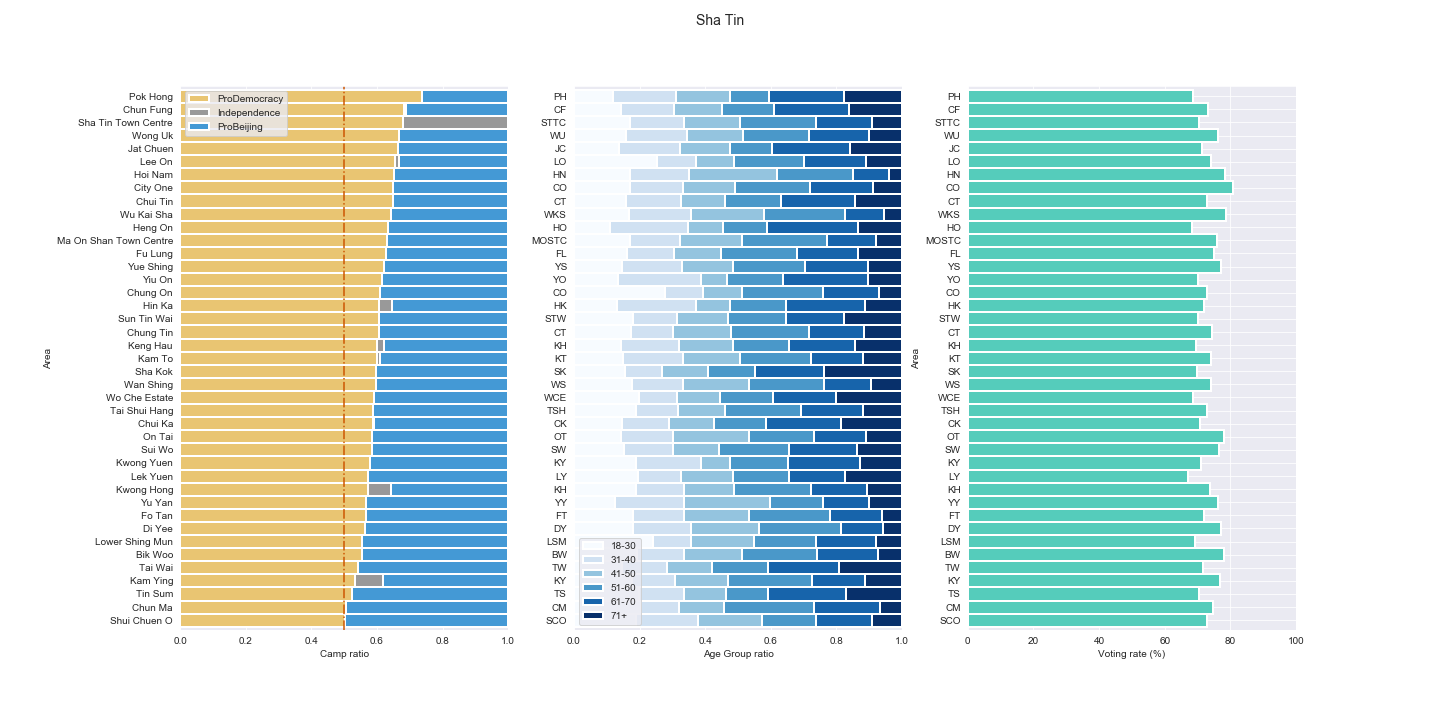 Sha Tin
Pok Hong
Chun Fung
Sha Tin Town Centre
Wong Uk
Jat Chuen
Lee On
Hoi Nam
City One
Chui Tin
Wu Kai Sha
Heng On
Ma On Shan Town Centre
Fu Lung
Yue Shing
Yiu On
Chung On
Hin Ka
Sun Tin Wai
Chung Tin
Keng Hau
Kam To
Sha Kok
Wan Shing
Wo Che Estate
Tai Shui Hang
Chui Ka
On Tai
Sui Wo
Kwong Yuen
Lek Yuen
Kwong Hong
Yu Yan
Fo Tan
Di Yee
Lower Shing Mun
Bik Woo
Tai Wai
Kam Ying
Tin Sum
Chun Ma
Shui Chuen O
Area
ProDemocracy
Independence
ProBeijing
0.0 0.2 0.4 0.6 0.8 1.0
Camp ratio
PH
CF
STTC
WU
JC
LO
HN
CO
CT
WKS
HO
MOSTC
FL
YS
YO
CO
HK
STW
CT
KH
KT
SK
WS
WCE
TSH
CK
OT
SW
KY
LY
KH
YY
FT
DY
LSM
BW
TW
KY
TS
CM
SCO
18-30
31-40
41-50
51-60
61-70
71+
0.0 0.2 0.4 0.6 0.8 1.0
Age Group ratio
Area
PH
CF
STTC
WU
JC
LO
HN
CO
CT
WKS
HO
MOSTC
FL
YS
YO
CO
HK
STW
CT
KH
KT
SK
WS
WCE
TSH
CK
OT
SW
KY
LY
KH
YY
FT
DY
LSM
BW
TW
KY
TS
CM
SCO
0 20 40 60 80 100
Voting rate (%)